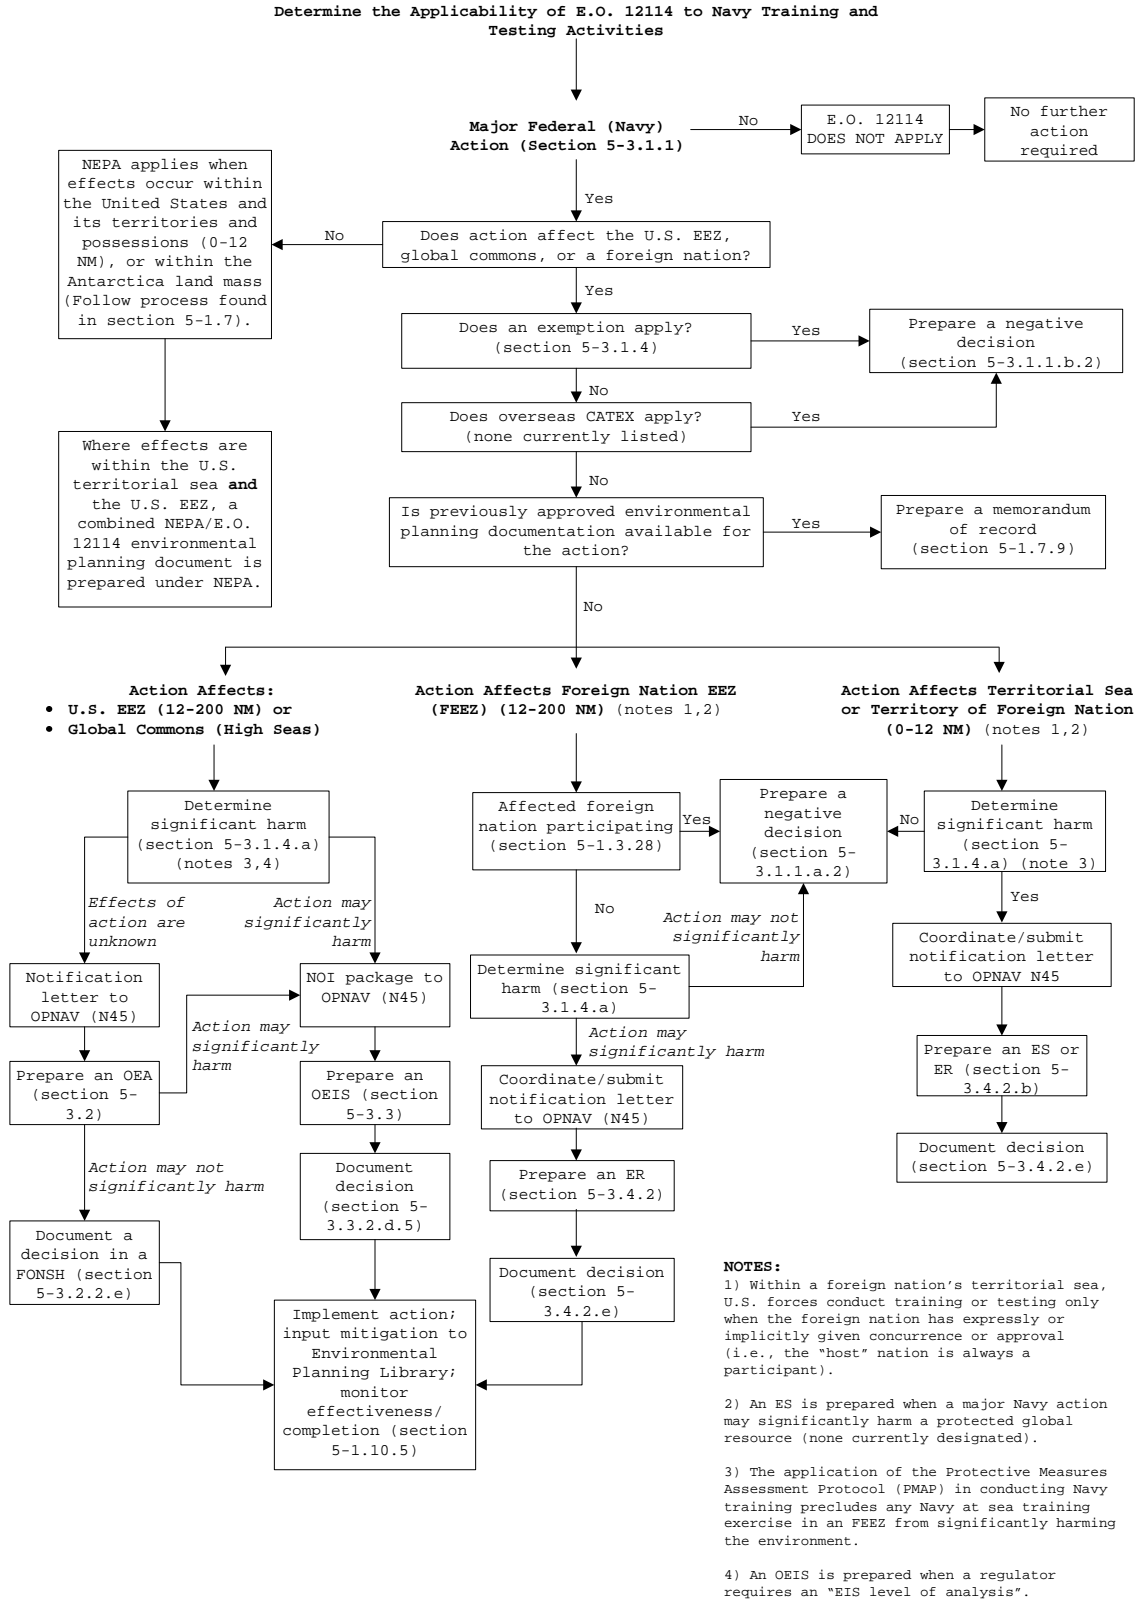 Determine the Applicability of E.O. 12114 to Navy Training and
Testing Activities
Major Federal (Navy)
Action (Section 5-3.1.1)
No
E.O. 12114
DOES NOT APPLY
No further
action
required
Yes
NEPA applies when
effects occur within
the United States and
its territories and
possessions (0-12
NM), or within the
Antarctica land mass
(Follow process found
in section 5-1.7).
No
Does action affect the U.S. EEZ,
global commons, or a foreign nation?
Yes
Does an exemption apply?
(section 5-3.1.4)
Yes
Prepare a negative
decision
(section 5-3.1.1.b.2)
No
Does overseas CATEX apply?
(none currently listed)
Yes
Where effects are
within the U.S.
territorial sea and
the U.S. EEZ, a
combined NEPA/E.O.
12114 environmental
planning document is
prepared under NEPA.
No
Is previously approved environmental
planning documentation available for
the action?
Yes
Prepare a memorandum
of record
(section 5-1.7.9)
No
Action Affects:
• U.S. EEZ (12-200 NM) or
• Global Commons (High Seas)
Action Affects Foreign Nation EEZ
(FEEZ) (12-200 NM) (notes 1,2)
Action Affects Territorial Sea
or Territory of Foreign Nation
(0-12 NM) (notes 1,2)
Determine
significant harm
(section 5-3.1.4.a)
(notes 3,4)
Affected foreign
nation participating
(section 5-1.3.28)
Yes
Prepare a
negative
decision
(section 5-
3.1.1.a.2)
No
Determine
significant harm
(section 5-
3.1.4.a) (note 3)
Effects of
action are
unknown
Action may
significantly
harm
No
Action may not
significantly
harm
Yes
Notification
letter to
OPNAV (N45)
NOI package to
OPNAV (N45)
Determine significant
harm (section 5-
3.1.4.a)
Coordinate/submit
notification letter
to OPNAV N45
Action may
significantly
harm
Action may
significantly harm
Prepare an OEA
(section 5-
3.2)
Prepare an
OEIS (section
5-3.3)
Coordinate/submit
notification letter
to OPNAV (N45)
Prepare an ES or
ER (section 5-
3.4.2.b)
Action may not
significantly harm
Document
decision
(section 5-
3.3.2.d.5)
Prepare an ER
(section 5-3.4.2)
Document decision
(section 5-3.4.2.e)
Document a
decision in a
FONSH (section
5-3.2.2.e)
Document decision
(section 5-
3.4.2.e)
Implement action;
input mitigation to
Environmental
Planning Library;
monitor
effectiveness/
completion (section
5-1.10.5)
NOTES:
1) Within a foreign nation's territorial sea,
U.S. forces conduct training or testing only
when the foreign nation has expressly or
implicitly given concurrence or approval
(i.e., the "host" nation is always a
participant).
2) An ES is prepared when a major Navy action
may significantly harm a protected global
resource (none currently designated).
3) The application of the Protective Measures
Assessment Protocol (PMAP) in conducting Navy
training precludes any Navy at sea training
exercise in an FEEZ from significantly harming
the environment.
4) An OEIS is prepared when a regulator
requires an "EIS level of analysis".